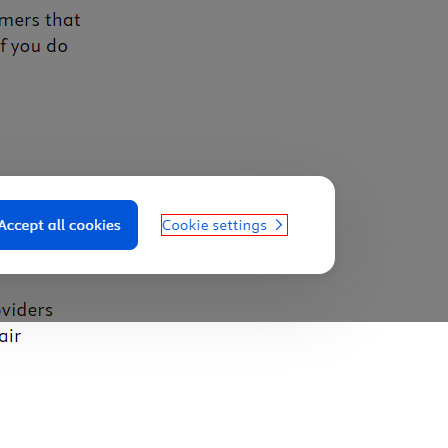 mers that
f you do
Accept all cookies
Cookie settings
viders
air